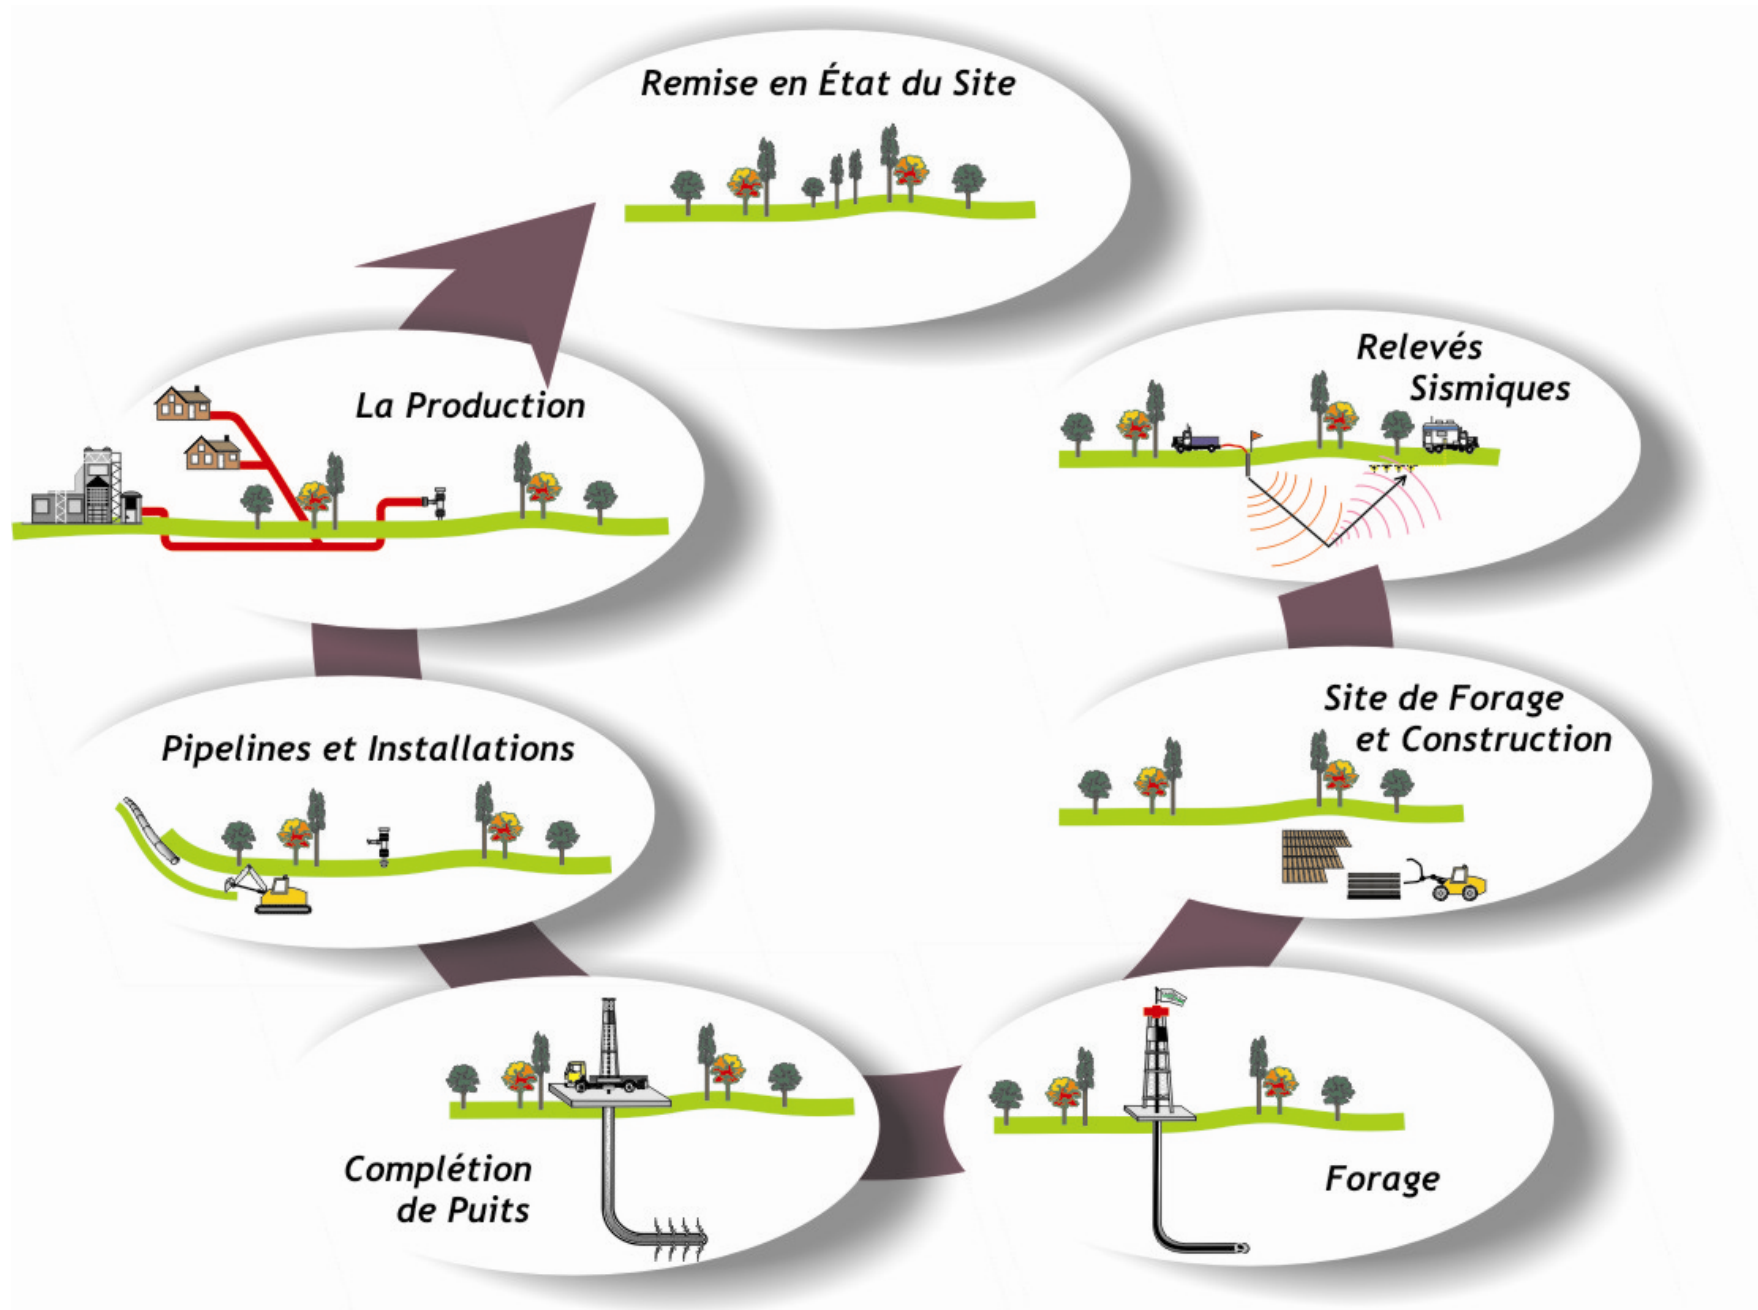 Remise en État du Site
Relevés
Sismiques
Site de Forage
et Construction
Forage
Complétion
de Puits
Pipelines et Installations
La Production